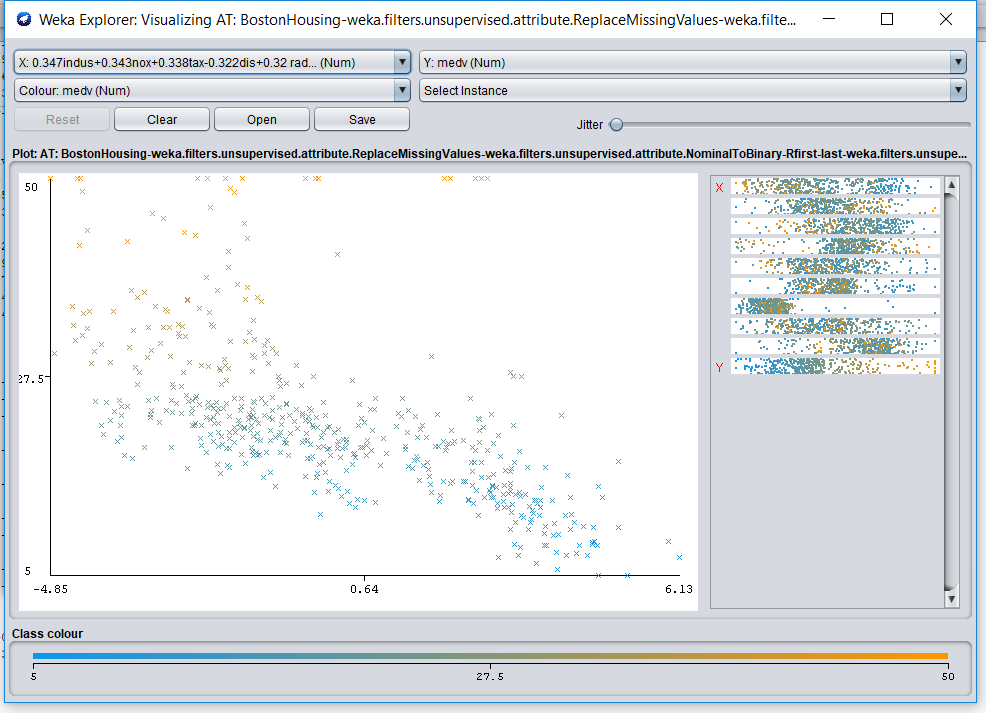 Weka Explorer: Visualizing AT: BostonHousing-weka.filters.unsupervised.attribute.ReplaceMissingValues-weka.filte...
X: 0.347indus+0.343nox+0.338tax-0.322dis+0.32 rad... (Num)
Y: medv (Num)
Colour: medv (Num)
Select Instance
Reset
Clear
Open
Save
Jitter
Plot: AT: BostonHousing-weka.filters.unsupervised.attribute.ReplaceMissingValues-weka.filters.unsupervised.attribute.NominalToBinary-Rfirst-last-weka.filters.unsupe...
50
27.5
5
-4.85
0.64
6.13
X
Y
Class colour
5
27.5
50